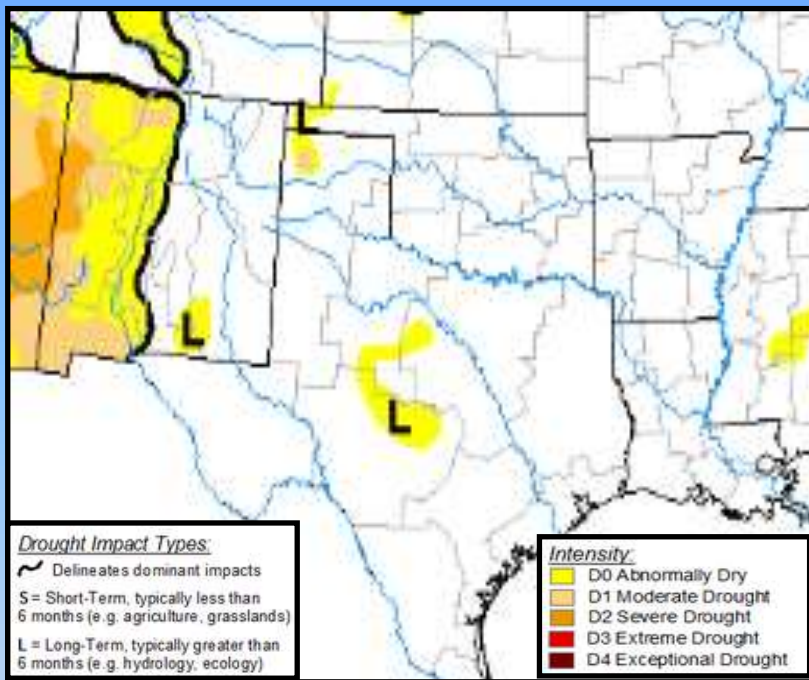 L
L
L
Drought Impact Types:
Delineates dominant impacts
S = Short-Term, typically less than
6 months (e.g. agriculture, grasslands)
L = Long-Term, typically greater than
6 months (e.g. hydrology, ecology)
Intensity:
D0 Abnormally Dry
D1 Moderate Drought
D2 Severe Drought
D3 Extreme Drought
D4 Exceptional Drought